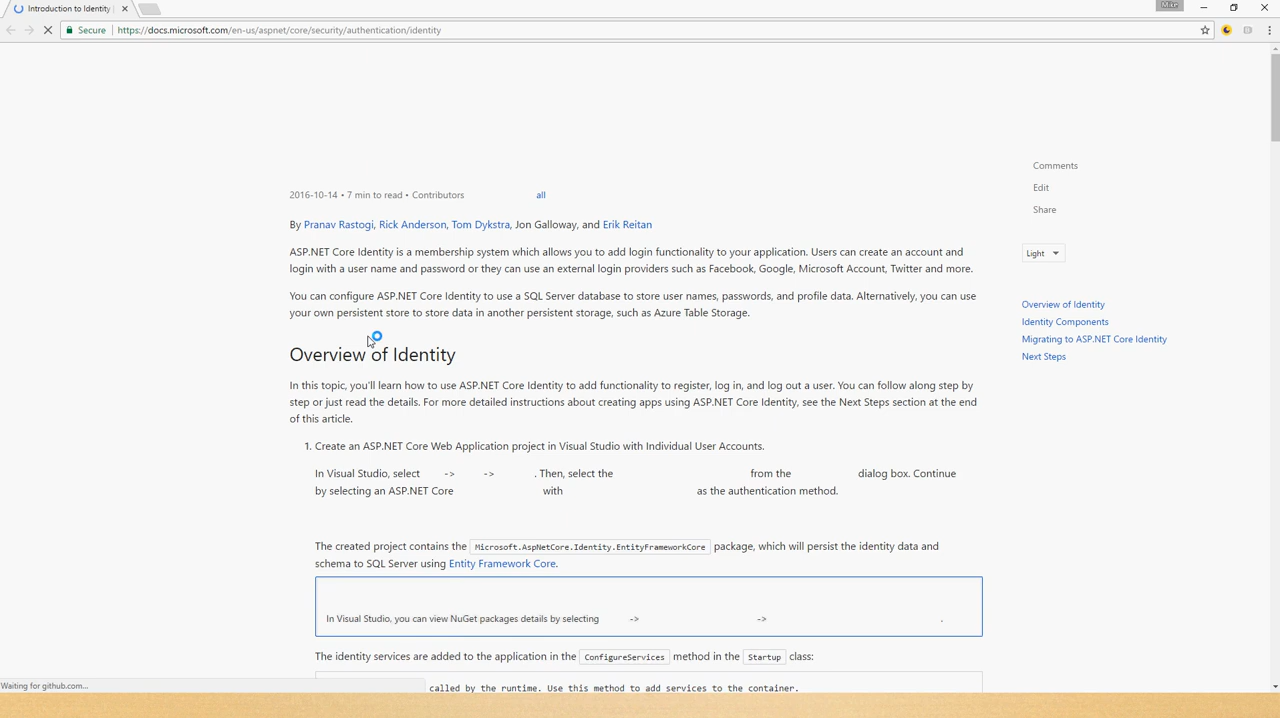 Introduction to Identity
Mike
Secure https://docs.microsoft.com/en-us/aspnet/core/security/authentication/identity
Comments
Edit
Share
2016-10-14 • 7 min to read • Contributors all
By Pranav Rastogi, Rick Anderson, Tom Dykstra, Jon Galloway, and Erik Reitan
ASP.NET Core Identity is a membership system which allows you to add login functionality to your application. Users can create an account and
login with a user name and password or they can use an external login providers such as Facebook, Google, Microsoft Account, Twitter and more.
Light
You can configure ASP.NET Core Identity to use a SQL Server database to store user names, passwords, and profile data. Alternatively, you can use
your own persistent store to store data in another persistent storage, such as Azure Table Storage.
Overview of Identity
Identity Components
Migrating to ASP.NET Core Identity
Next Steps
Overview of Identity
In this topic, you'll learn how to use ASP.NET Core Identity to add functionality to register, log in, and log out a user. You can follow along step by
step or just read the details. For more detailed instructions about creating apps using ASP.NET Core Identity, see the Next Steps section at the end
of this article.
1. Create an ASP.NET Core Web Application project in Visual Studio with Individual User Accounts.
In Visual Studio, select -> -> . Then, select the from the dialog box. Continue
by selecting an ASP.NET Core with as the authentication method.
The created project contains the Microsoft.AspNetCore.Identity.EntityFrameworkCore package, which will persist the identity data and
schema to SQL Server using Entity Framework Core.
In Visual Studio, you can view NuGet packages details by selecting -> -> .
The identity services are added to the application in the ConfigureServices method in the Startup class:
called by the runtime. Use this method to add services to the container.
Waiting for github.com...